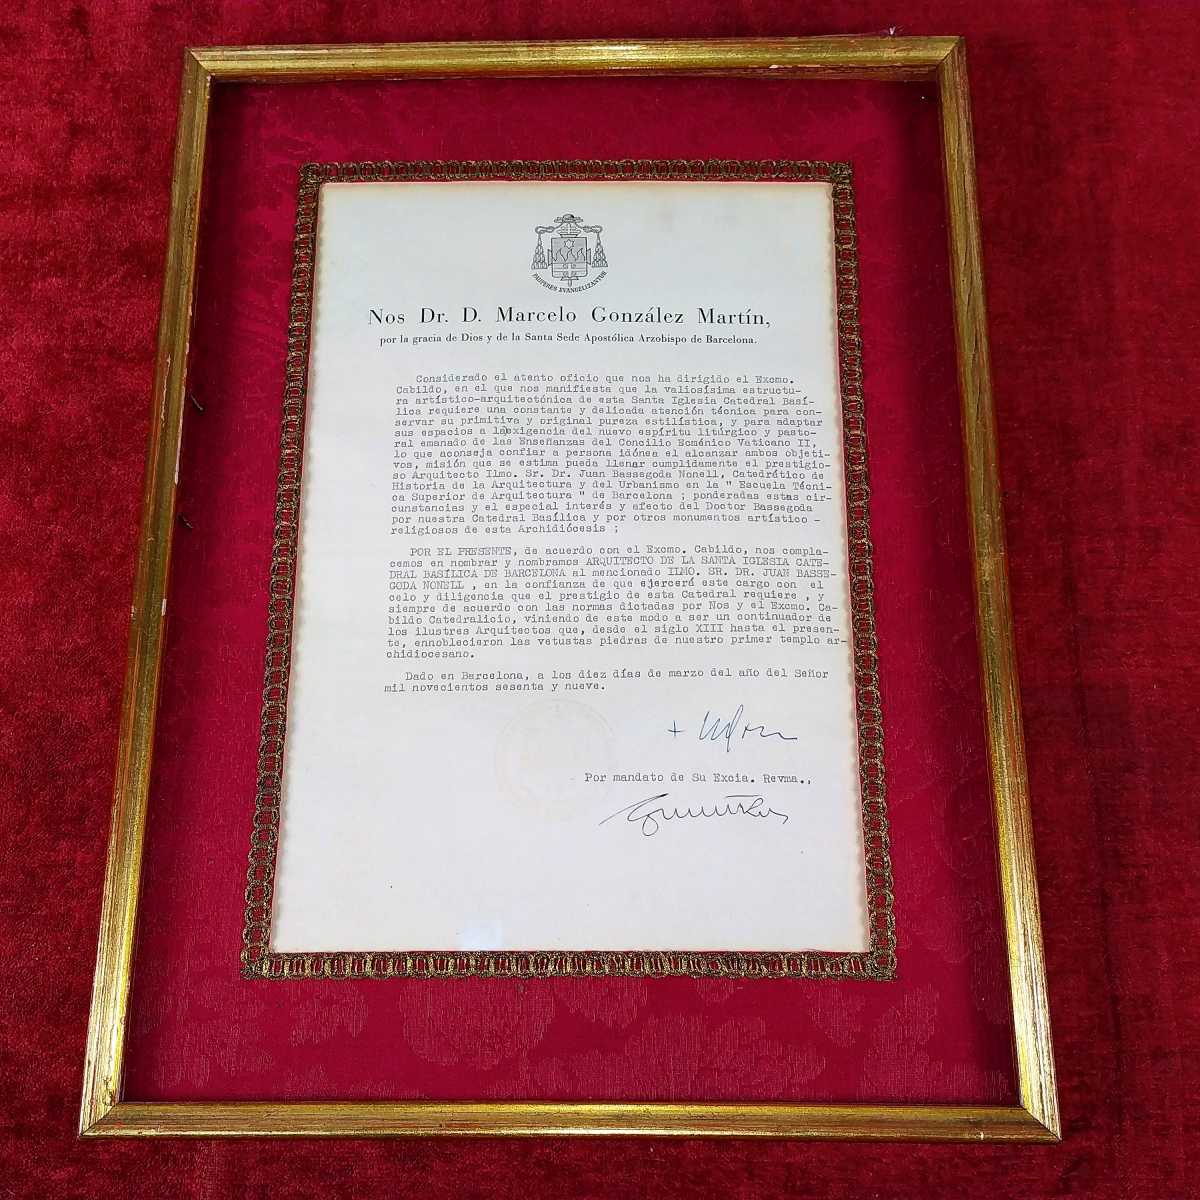 PAUPERES EVANGELIZANTUR
Nos Dr. D. Marcelo González Martín,
por la gracia de Dios y de la Santa Sede Apostólica Arzobispo de Barcelona.
Considerado el atento oficio que nos ha dirigido el Excmo.
Cabildo, en el que nos manifiesta que la valiosísima estructu-
ra artístico-arquitectónica de esta Santa Iglesia Catedral Basí-
lica requiere una constante y delicada atención técnica para con-
servar su primitiva y original pureza estilística, y para adaptar
sus espacios a la exigencia del nuevo espíritu litúrgico y pasto-
ral emanado de las Enseñanzas del Concilio Ecménico Vaticano II,
lo que aconseja confiar a persona idónea el alcanzar ambos objeti-
vos, misión que se estima pueda llenar cumplidamente el prestigio-
so Arquitecto Ilmo. Sr. Dr. Juan Bassegoda Nonell, Catedrático de
Historia de la Arquitectura y del Urbanismo en la " Escuela Técni-
ca Superior de Arquitectura " de Barcelona ; ponderadas estas cir-
cunstancias y el especial interés y afecto del Doctor Bassegoda
por nuestra Catedral Basílica y por otros monumentos artístico -
religiosos de esta Archidiócesis ;
POR EL PRESENTE, de acuerdo con el Excmo. Cabildo, nos compla-
cemos en nombrar y nombramos ARQUITECTO DE LA SANTA IGLESIA CATE-
DRAL BASÍLICA DE BARCELONA al mencionado ILMO. SR. DR. JUAN BASSE-
GODA NONELL , en la confianza de que ejercerá este cargo con el
celo y diligencia que el prestigio de esta Catedral requiere , y
siempre de acuerdo con las normas dictadas por Nos y el Excmo. Ca-
bildo Catedralicio, viniendo de este modo a ser un continuador de
los ilustres Arquitectos que, desde el siglo XIII hasta el presen-
te, ennoblecieron las vetustas piedras de nuestro primer templo ar-
chidiocesano.
Dado en Barcelona, a los diez días de marzo del año del Señor
mil novecientos sesenta y nueve.
Por mandato de Su Excia. Revma.,